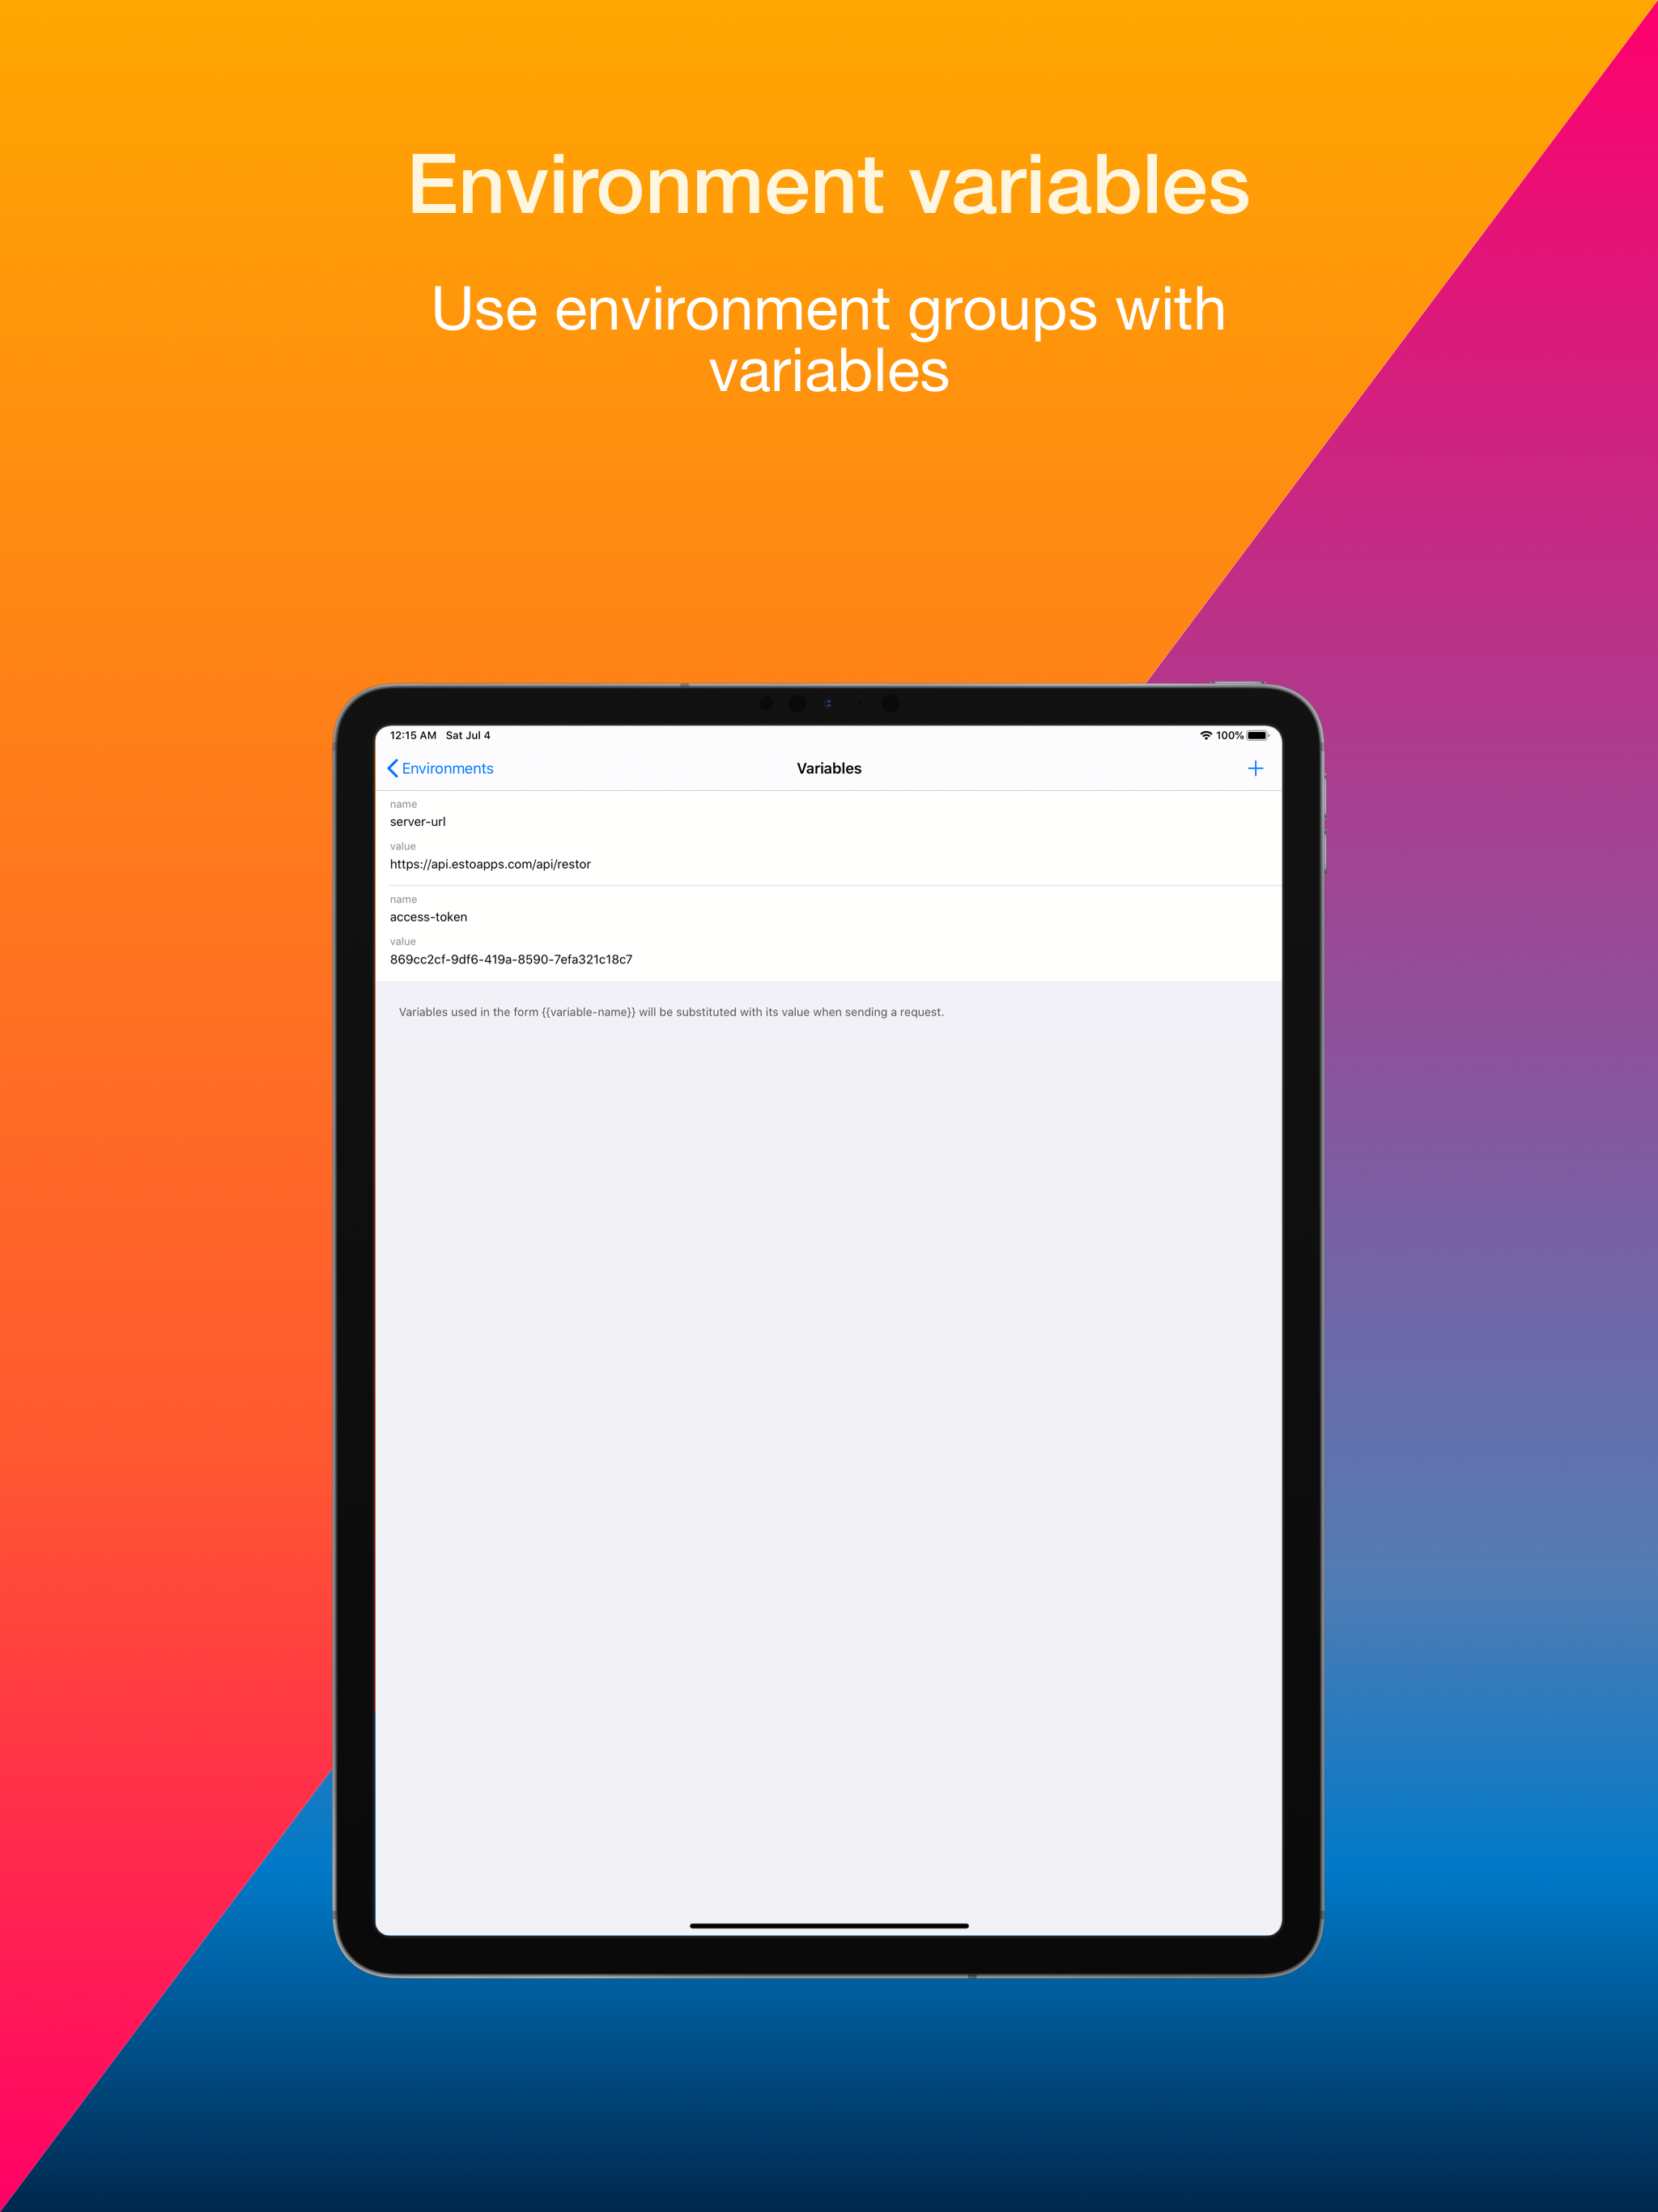 Environment variables
Use environment groups with
variables
12:15 AM Sat Jul 4
100%
Environments
Variables
name
server-url
value
https://api.estoapps.com/api/restor
name
access-token
value
869cc2cf-9df6-419a-8590-7efa321c18c7
Variables used in the form {{variable-name}} will be substituted with its value when sending a request.